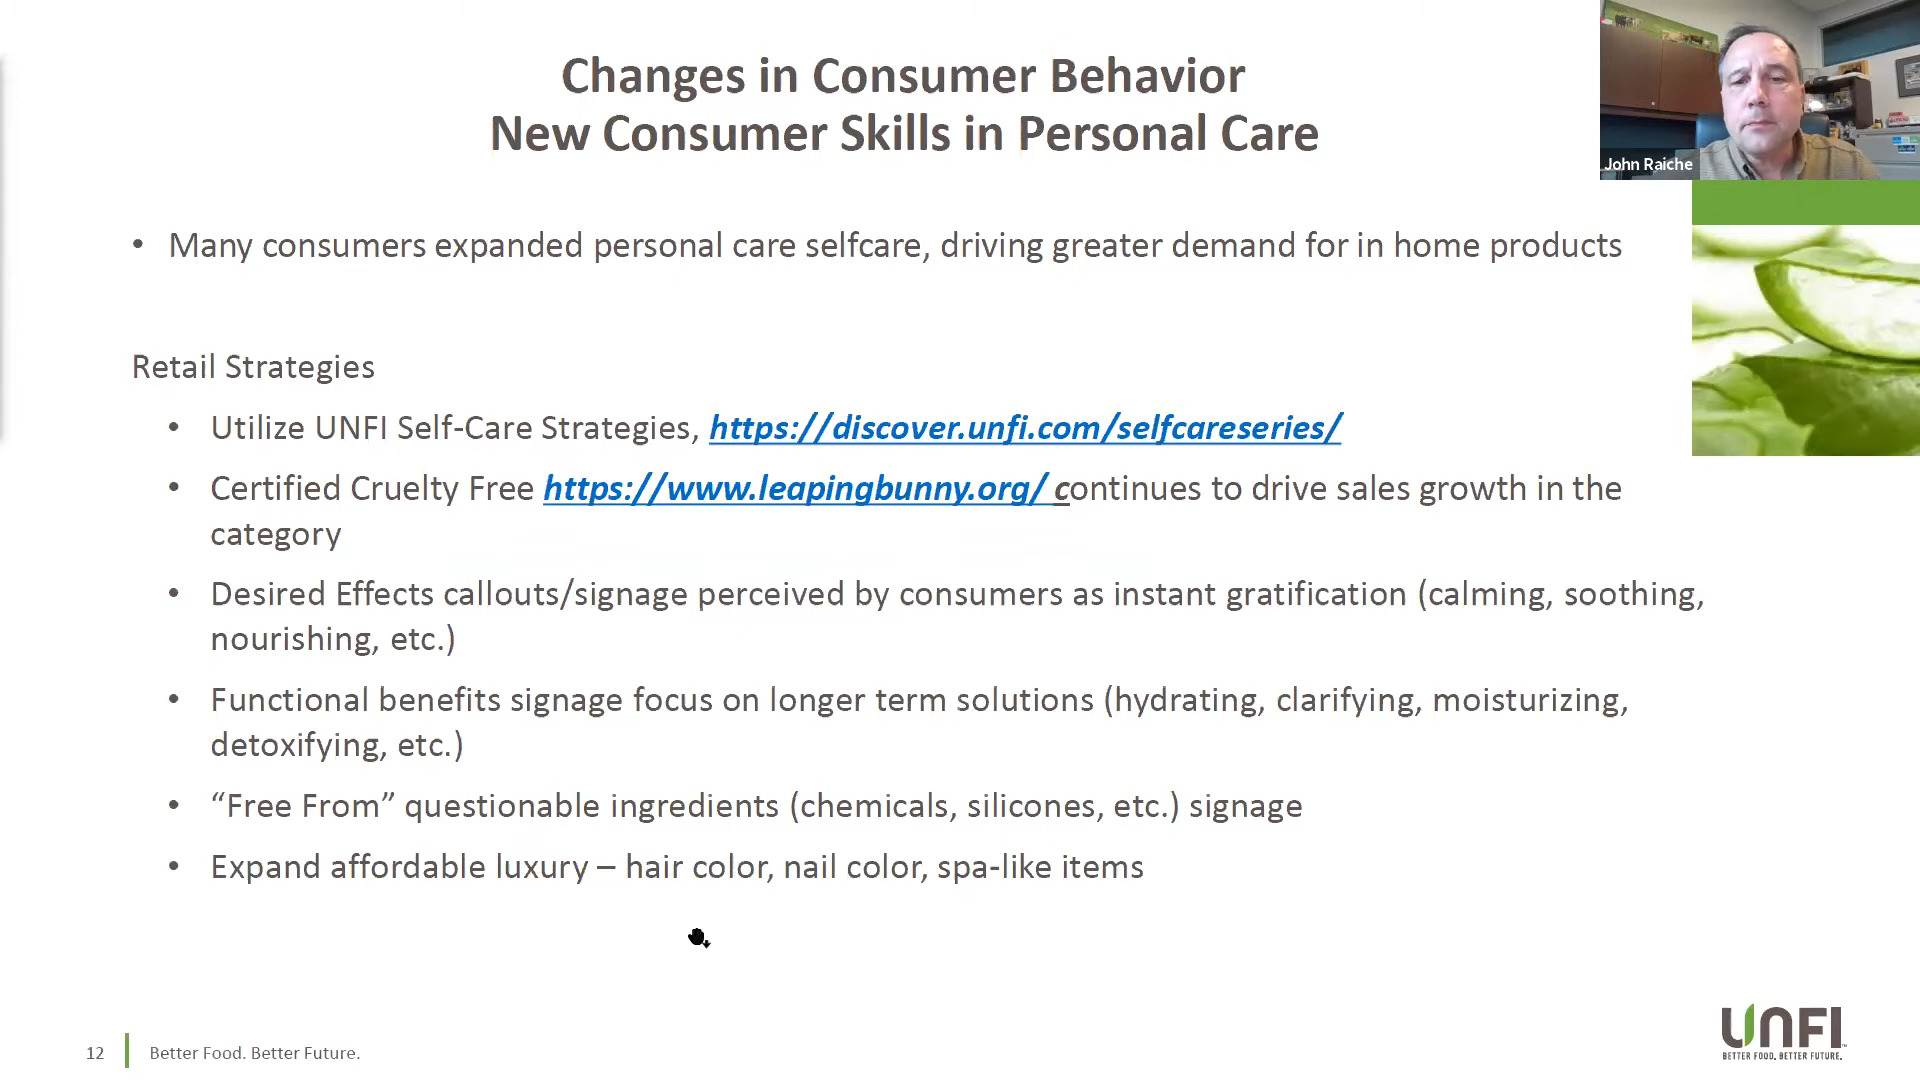 Changes in Consumer Behavior
New Consumer Skills in Personal Care
John Raiche
• Many consumers expanded personal care selfcare, driving greater demand for in home products
Retail Strategies
• Utilize UNFI Self-Care Strategies, https://discover.unfi.com/selfcareseries/
• Certified Cruelty Free https://www.leapingbunny.org/ continues to drive sales growth in the
category
• Desired Effects callouts/signage perceived by consumers as instant gratification (calming, soothing,
nourishing, etc.)
• Functional benefits signage focus on longer term solutions (hydrating, clarifying, moisturizing,
detoxifying, etc.)
• “Free From” questionable ingredients (chemicals, silicones, etc.) signage
• Expand affordable luxury – hair color, nail color, spa-like items
12
Better Food. Better Future.
UNFI
BETTER FOOD. BETTER FUTURE.